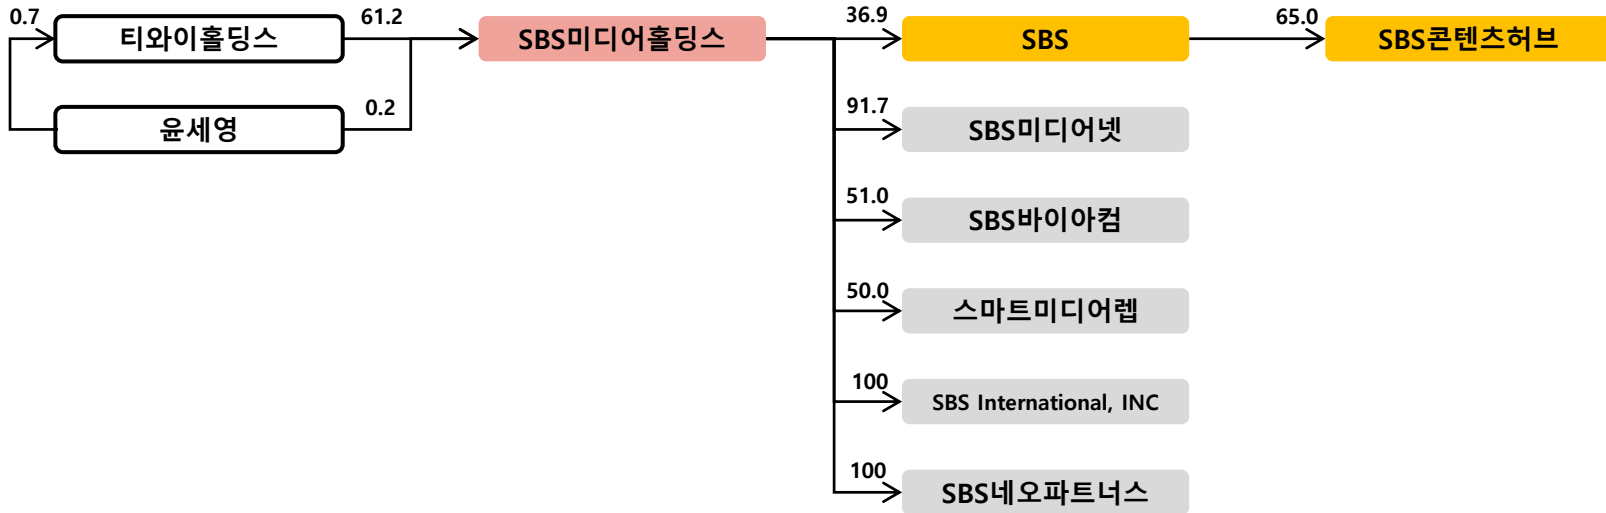 0.7
티와이홀딩스
61.2
SBS미디어홀딩스
36.9
SBS
65.0
SBS콘텐츠허브
윤세영
0.2
91.7
SBS미디어넷
51.0
SBS바이아컴
50.0
스마트미디어렙
100
SBS International, INC
100
SBS네오파트너스